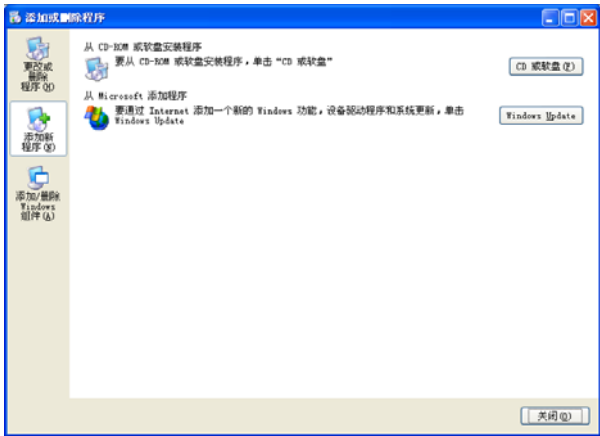 添加或删除程序
更改或
删除
程序(H)
添加新
程序(N)
添加/删除
Windows
组件(A)
从 CD-ROM 或软盘安装程序
要从 CD-ROM 或软盘安装程序，单击“CD 或软盘”
CD 或软盘(F)
从 Microsoft 添加程序
要通过 Internet 添加一个新的 Windows 功能，设备驱动程序和系统更新，单击
Windows Update
Windows Update
关闭(O)